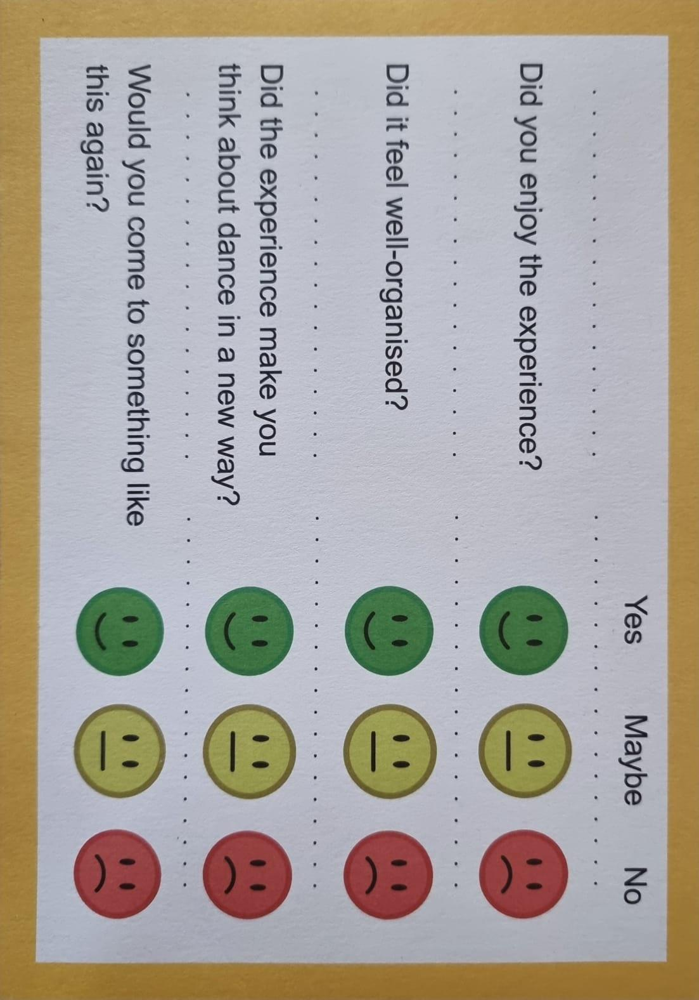 Yes Maybe No
Did you enjoy the experience?
Did it feel well-organised?
Did the experience make you
think about dance in a new way?
Would you come to something like
this again?